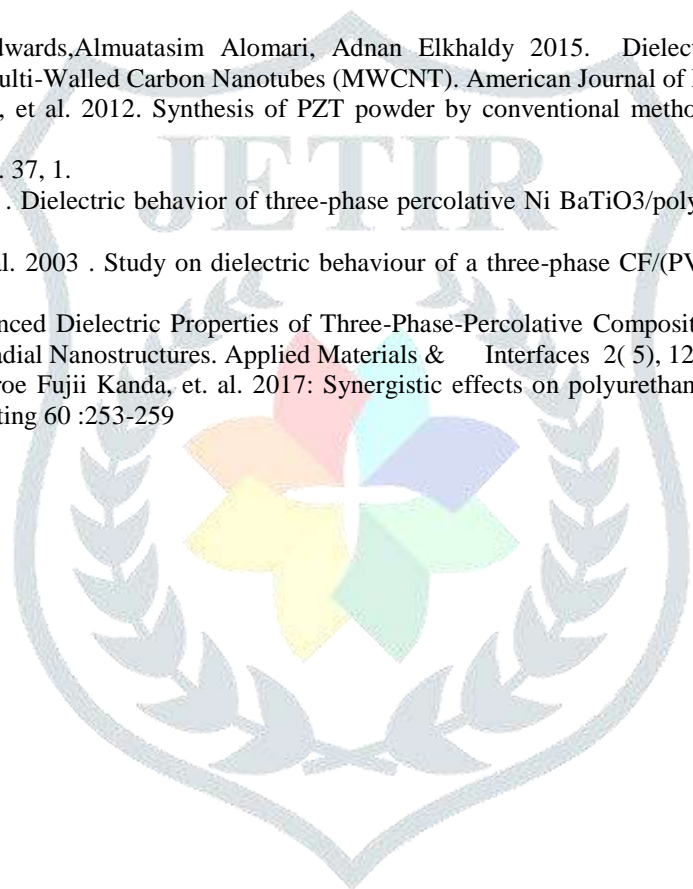 dwards,Almuatasim Alomari, Adnan Elkhaldy 2015. Dielect
ulti-Walled Carbon Nanotubes (MWCNT). American Journal of
, et al. 2012. Synthesis of PZT powder by conventional metho
. 37, 1.
. Dielectric behavior of three-phase percolative Ni BaTiO3/poly
al. 2003 . Study on dielectric behaviour of a three-phase CF/(PV
nced Dielectric Properties of Three-Phase-Percolative Composit
adial Nanostructures. Applied Materials & Interfaces 2( 5), 12
roe Fujii Kanda, et. al. 2017: Synergistic effects on polyurethan
ting 60 :253-259
JETIR